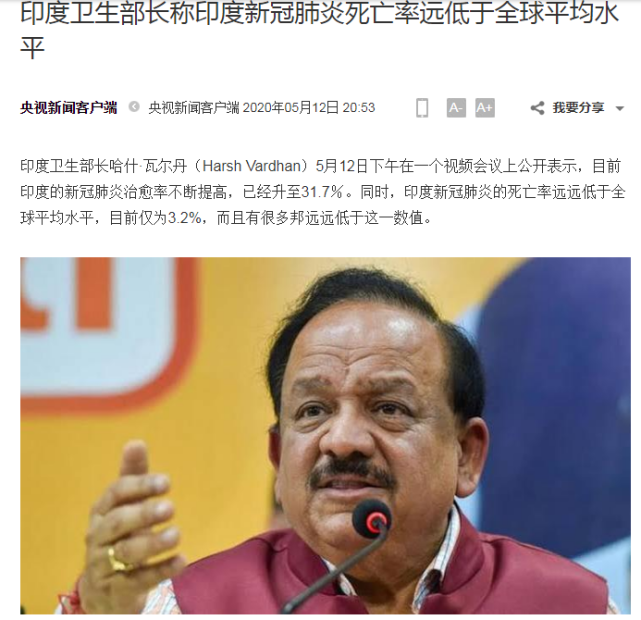 印度卫生部长称印度新冠肺炎死亡率远低于全球平均水
平
央视新闻客户端 央视新闻客户端 2020年05月12日 20:53 A- A+ 我要分享
印度卫生部长哈什·瓦尔丹（Harsh Vardhan）5月12日下午在一个视频会议上公开表示，目前
印度的新冠肺炎治愈率不断提高，已经升至31.7%。同时，印度新冠肺炎的死亡率远远低于全
球平均水平，目前仅为3.2%，而且有很多邦远远低于这一数值。